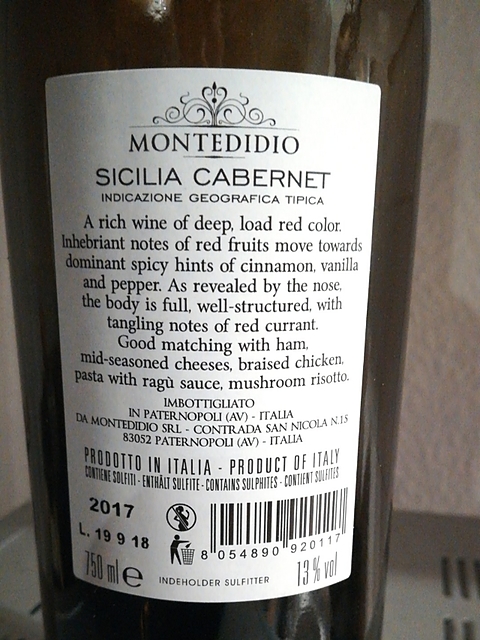 MONTEDIDIO
SICILIA CABERNET
INDICAZIONE GEOGRAFICA TIPICA
A rich wine of deep, load red color.
Inhebriant notes of red fruits move towards
dominant spicy hints of cinnamon, vanilla
and pepper. As revealed by the nose,
the body is full, well-structured, with
tangling notes of red currant.
Good matching with ham,
mid-seasoned cheeses, braised chicken,
pasta with ragù sauce, mushroom risotto.
IMBOTTIGLIATO
IN PATERNOPOLI (AV) - ITALIA
DA MONTEDIDIO SRL - CONTRADA SAN NICOLA N.15
83052 PATERNOPOLI (AV) - ITALIA
PRODOTTO IN ITALIA - PRODUCT OF ITALY
CONTIENE SOLFITI - ENTHÄLT SULFITE - CONTAINS SULPHITES - CONTIENT SULFITES
2017
L. 19 9 18
8 054890 920117
750 ml e
INDEHOLDER SULFITTER
13 % vol